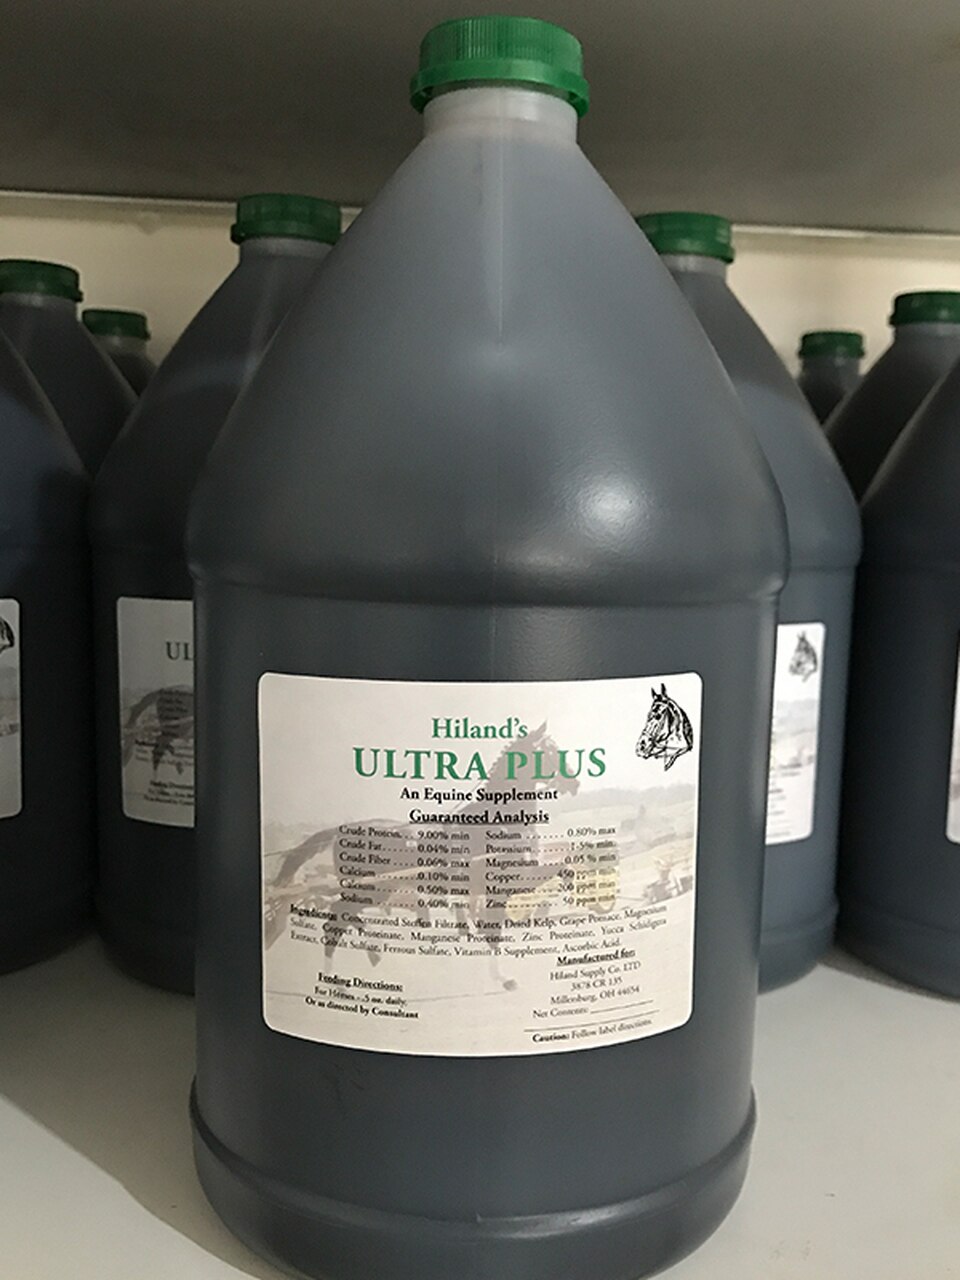 Hiland's
ULTRA PLUS
An Equine Supplement
Guaranteed Analysis
Crude Protein... 9.00% min
Crude Fat....... 0.04% min
Crude Fiber .... 0.06% max
Calcium ........0.10% min
Calcium ........ 0.50% max
Sodium ......... 0.40% min
Sodium ........ 0.80% max
Potassium........ 1.5% min
Magnesium ..... 0.05 % min
Copper......... 450 ppm min
Manganese ..... 200 ppm min
Zinc............ 50 ppm min
Ingredients: Concentrated Steffen Filtrate, Water, Dried Kelp, Grape Pomace, Magnesium
Sulfate, Copper Proteinate, Manganese Proteinate, Zinc Proteinate, Yucca Schidigera
Extract, Cobalt Sulfate, Ferrous Sulfate, Vitamin B Supplement, Ascorbic Acid.
Feeding Directions:
For Horses - .5 oz. daily.
Or as directed by Consultant
Manufactured for:
Hiland Supply Co. LTD
3878 CR 135
Millersburg, OH 44654
Net Contents:
Caution: Follow label directions.
UL